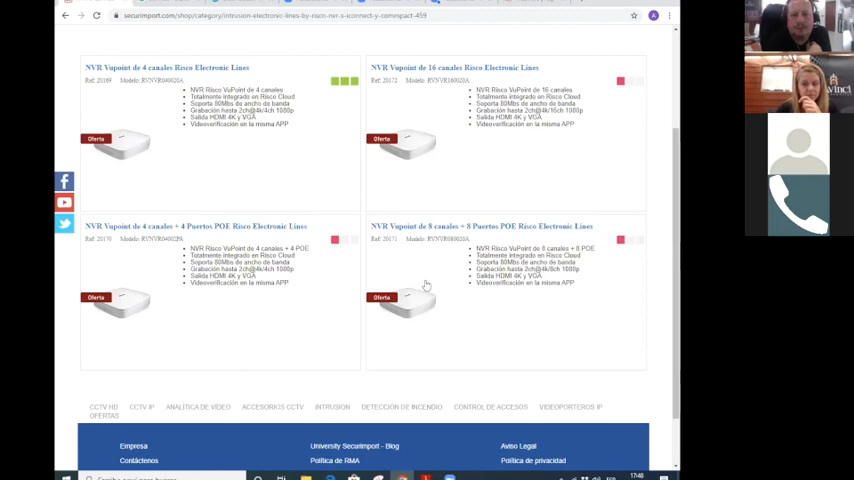 securimport.com/shop/category/intrusion-electronic-lines-by-risco-nvr-s-iconnect-y-commpact-459
NVR Vupoint de 4 canales Risco Electronic Lines
Ref: 20169 Modelo: RVNVR040020A
NVR Risco VuPoint de 4 canales
Totalmente integrado en Risco Cloud
Soporta 80Mbs de ancho de banda
Grabación hasta 2ch@4k/4ch 1080p
Salida HDMI 4K y VGA
Videoverificación en la misma APP
Oferta
NVR Vupoint de 16 canales Risco Electronic Lines
Ref: 20172 Modelo: RVNVR160020A
NVR Risco VuPoint de 16 canales
Totalmente integrado en Risco Cloud
Soporta 80Mbs de ancho de banda
Grabación hasta 2ch@4k/16ch 1080p
Salida HDMI 4K y VGA
Videoverificación en la misma APP
Oferta
NVR Vupoint de 4 canales + 4 Puertos POE Risco Electronic Lines
Ref: 20170 Modelo:
NVR Risco VuPoint de 4 canales + 4 POE
Totalmente integrado en Risco Cloud
Soporta 80Mbs de ancho de banda
Grabación hasta 2ch@4k/4ch 1080p
Salida HDMI 4K y VGA
Videoverificación en la misma APP
Oferta
NVR Vupoint de 8 canales + 8 Puertos POE Risco Electronic Lines
Ref: 20171 Modelo:
NVR Risco VuPoint de 8 canales + 8 POE
Totalmente integrado en Risco Cloud
Soporta 80Mbs de ancho de banda
Grabación hasta 2ch@4k/8ch 1080p
Salida HDMI 4K y VGA
Videoverificación en la misma APP
Oferta
CCTV HD CCTV IP ANALÍTICA DE VÍDEO ACCESORIOS CCTV INTRUSION DETECCIÓN DE INCENDIO CONTROL DE ACCESOS VIDEOPORTEROS IP
OFERTAS
Empresa University Securimport - Blog Aviso Legal
Contáctenos Política de RMA Política de privacidad
17:48